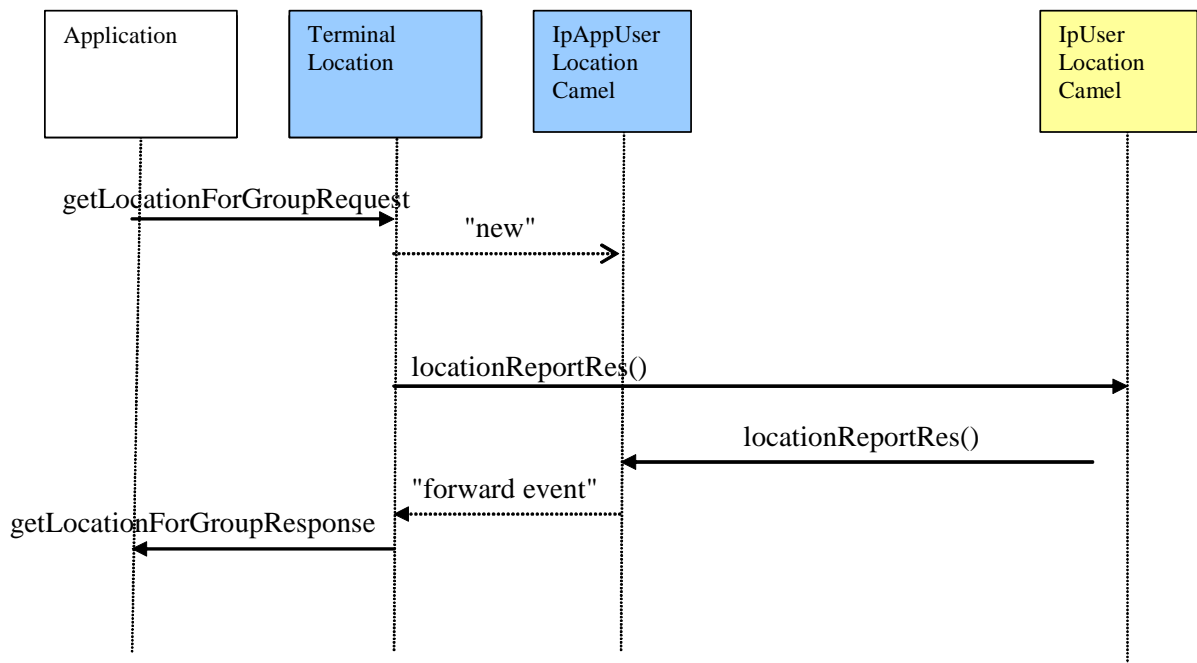 Application
Terminal
Location
IpAppUser
Location
Camel
IpUser
Location
Camel
getLocationForGroupRequest
"new"
locationReportRes()
locationReportRes()
"forward event"
getLocationForGroupResponse